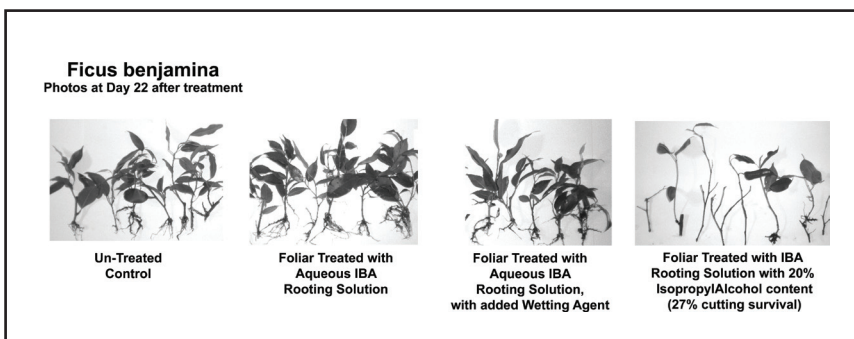 Ficus benjamina
Photos at Day 22 after treatment
Un-Treated
Control
Foliar Treated with
Aqueous IBA
Rooting Solution
Foliar Treated with
Aqueous IBA
Rooting Solution,
with added Wetting Agent
Foliar Treated with IBA
Rooting Solution with 20%
IsopropylAlcohol content
(27% cutting survival)